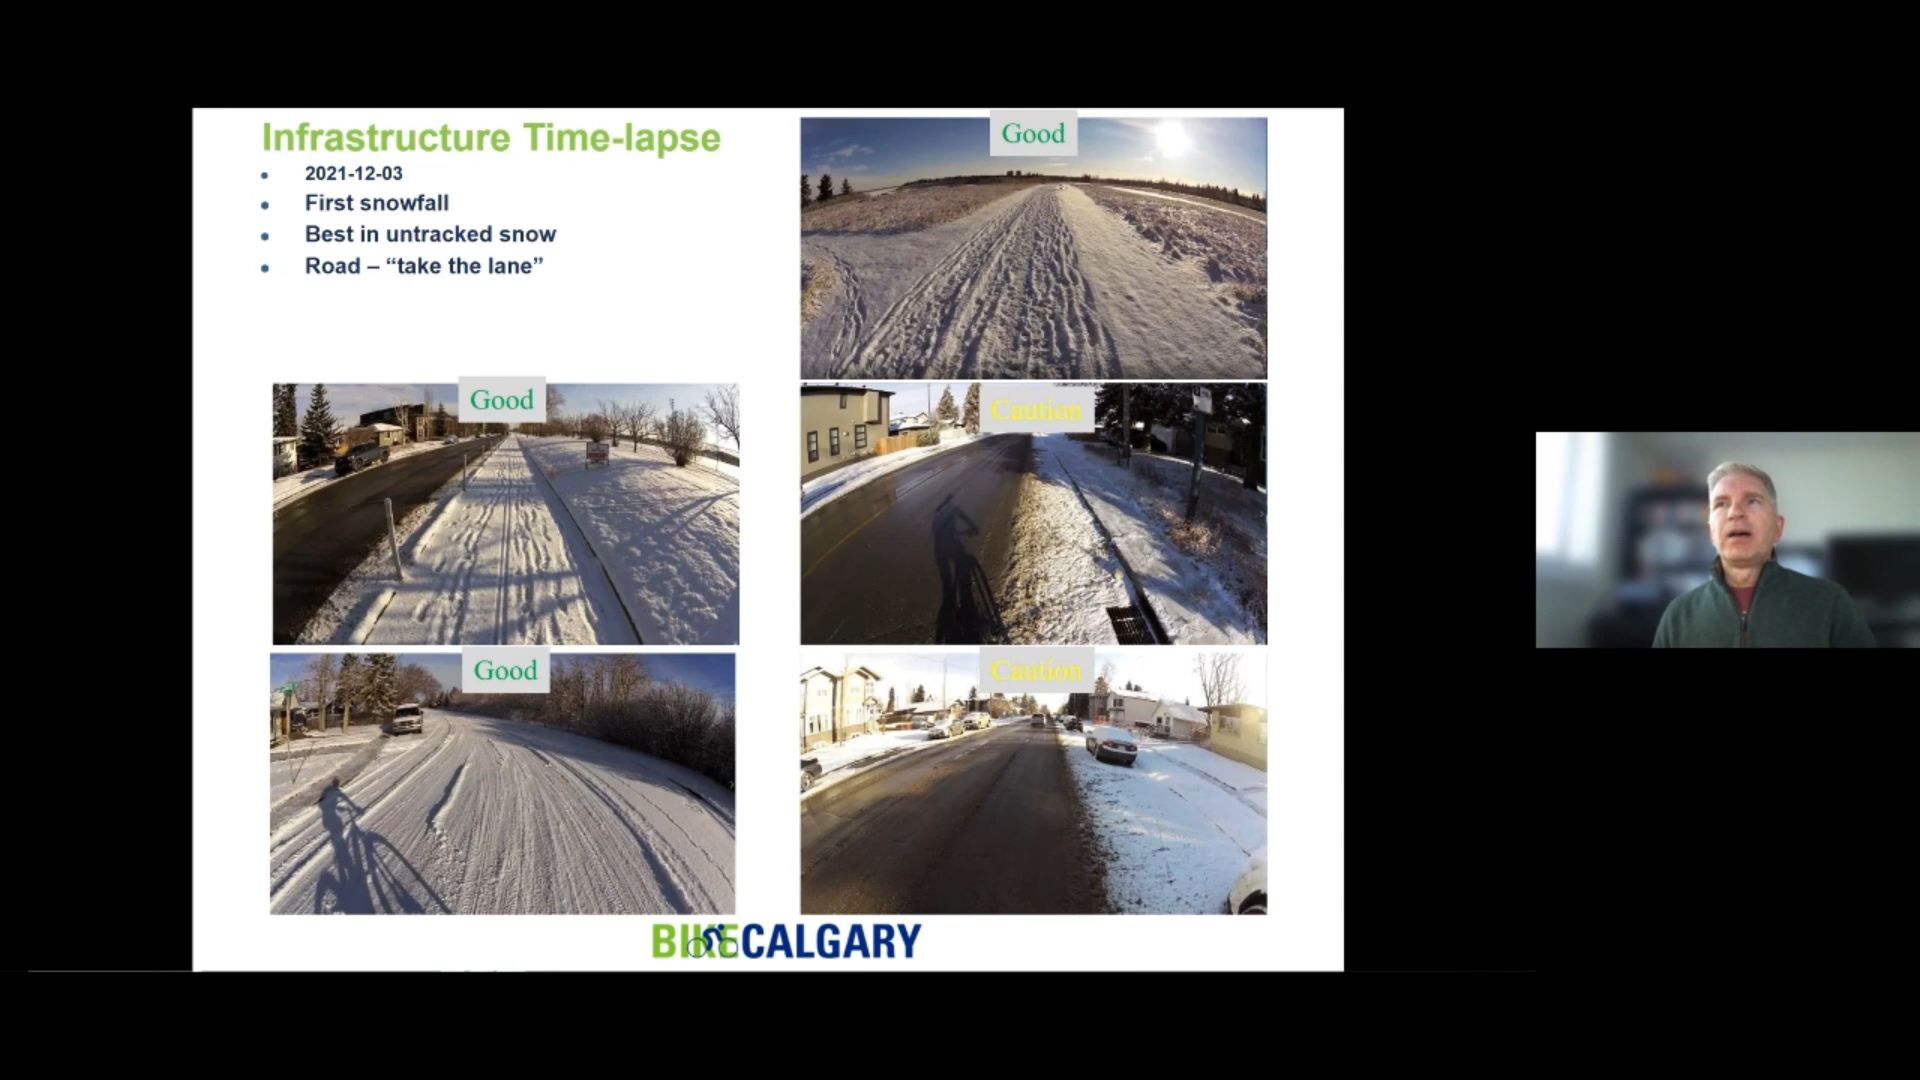 Infrastructure Time-lapse
2021-12-03
First snowfall
Best in untracked snow
Road – “take the lane”
Good
Good
Caution
Good
Caution
BIKECALGARY